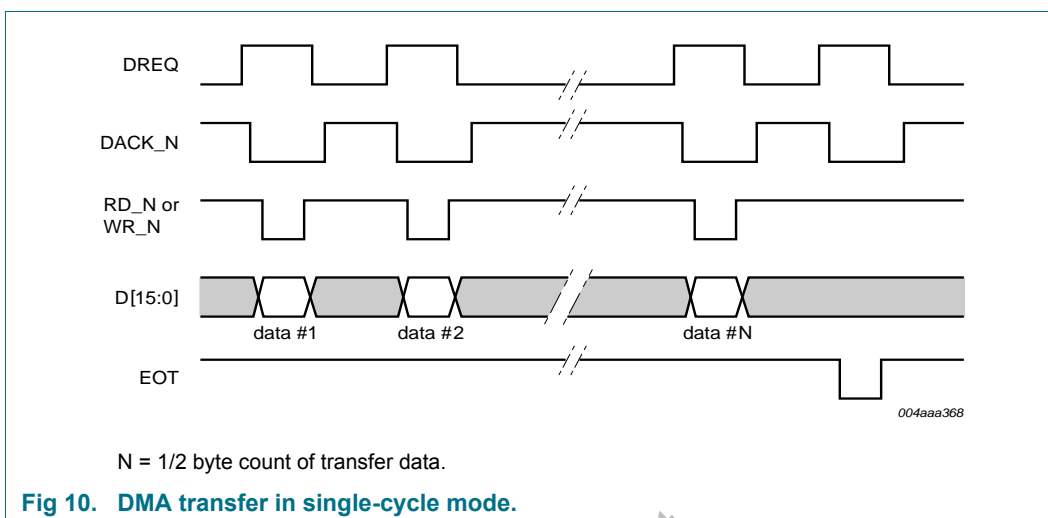 DREQ
DACK_N
RD_N or
WR_N
D[15:0]
data #1 data #2 data #N
EOT
004aaa368
N = 1/2 byte count of transfer data.
Fig 10. DMA transfer in single-cycle mode.